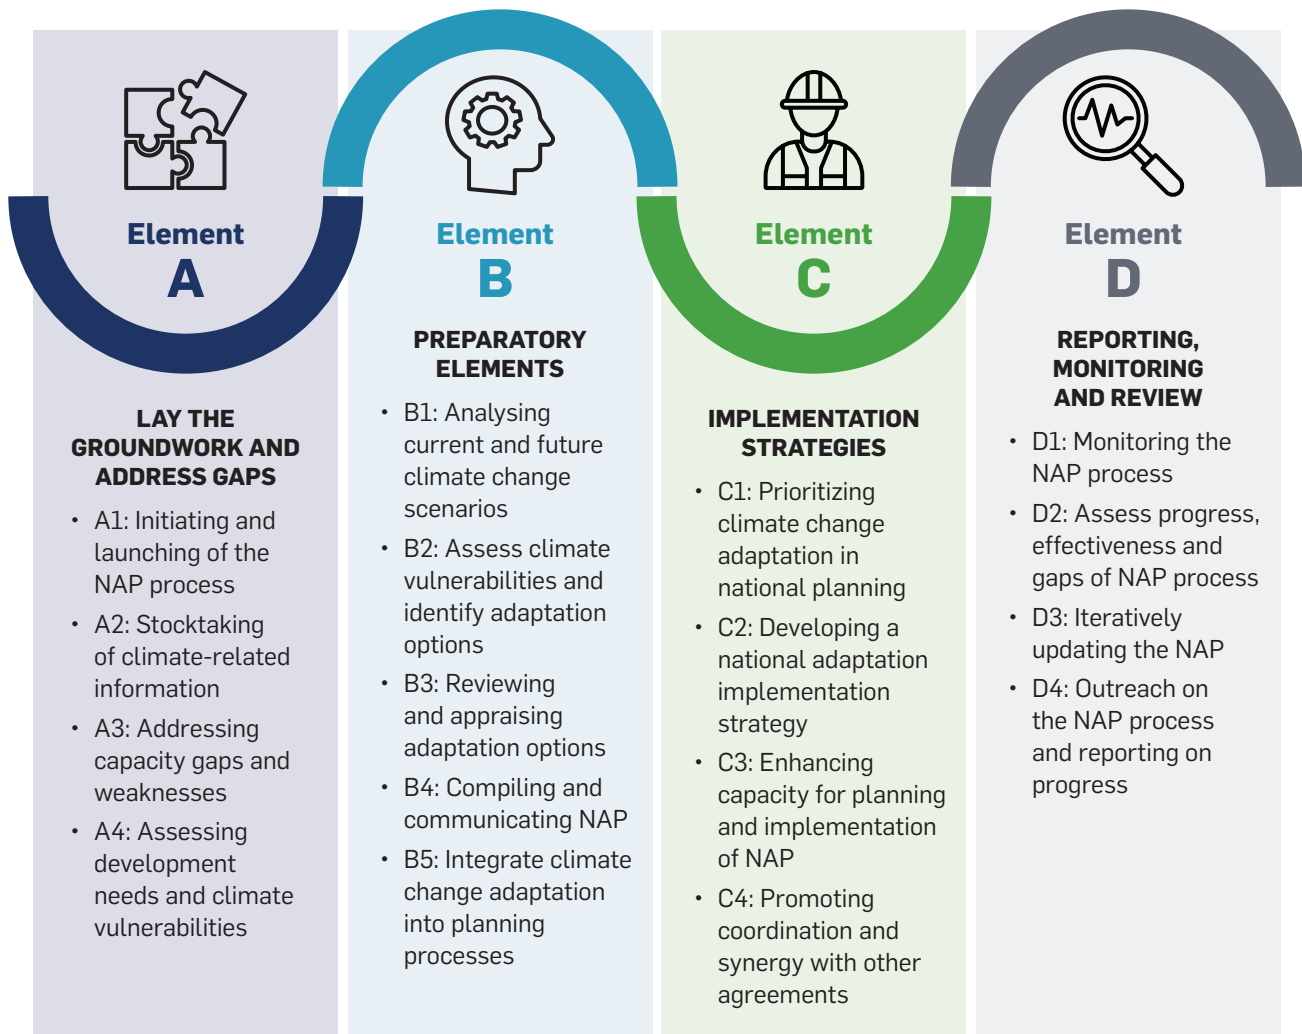 Element
A
LAY THE
GROUNDWORK AND
ADDRESS GAPS
• A1: Initiating and
launching of the
NAP process
• A2: Stocktaking
of climate-related
information
• A3: Addressing
capacity gaps and
weaknesses
• A4: Assessing
development
needs and climate
vulnerabilities
Element
B
PREPARATORY
ELEMENTS
• B1: Analysing
current and future
climate change
scenarios
• B2: Assess climate
vulnerabilities and
identify adaptation
options
• B3: Reviewing
and appraising
adaptation options
• B4: Compiling and
communicating NAP
• B5: Integrate climate
change adaptation
into planning
processes
Element
C
IMPLEMENTATION
STRATEGIES
• C1: Prioritizing
climate change
adaptation in
national planning
• C2: Developing a
national adaptation
implementation
strategy
• C3: Enhancing
capacity for planning
and implementation
of NAP
• C4: Promoting
coordination and
synergy with other
agreements
Element
D
REPORTING,
MONITORING
AND REVIEW
• D1: Monitoring the
NAP process
• D2: Assess progress,
effectiveness and
gaps of NAP process
• D3: Iteratively
updating the NAP
• D4: Outreach on
the NAP process
and reporting on
progress